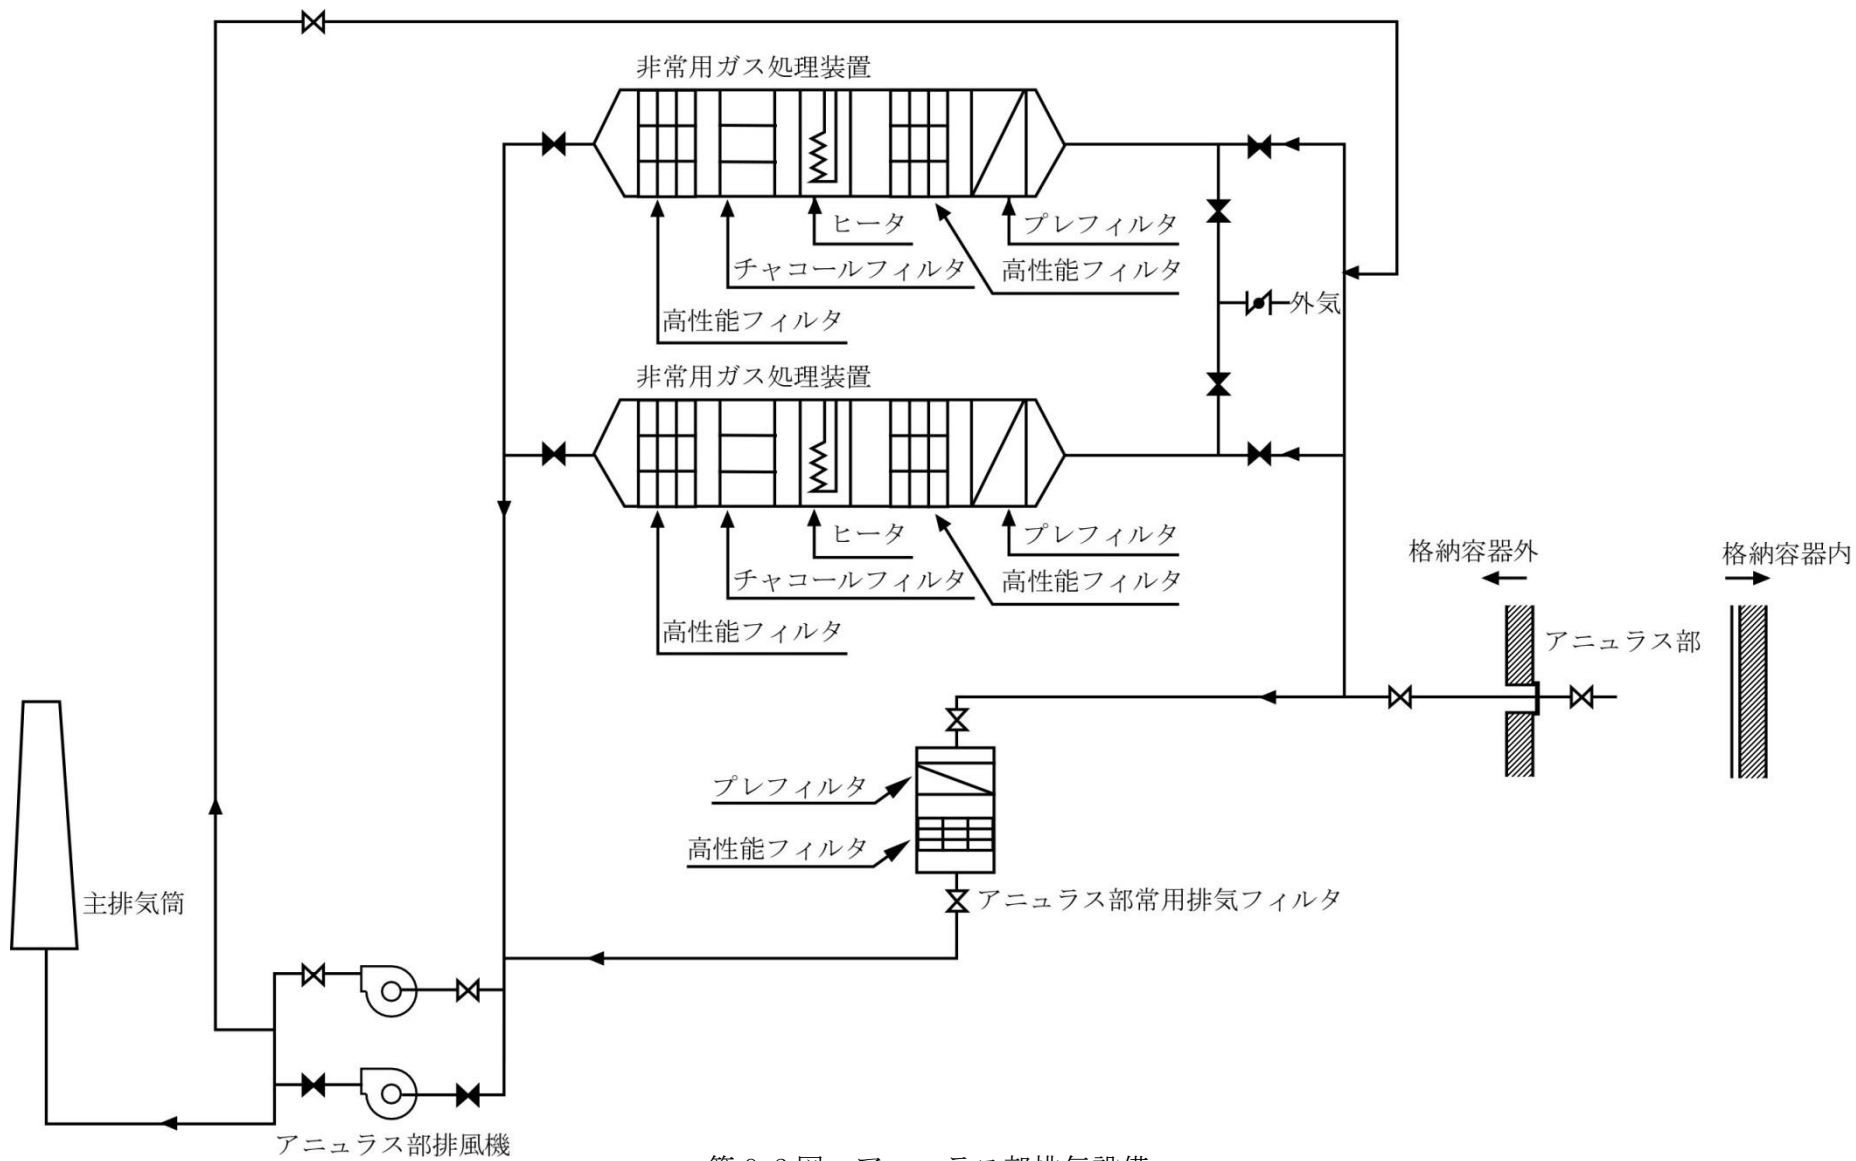 非常用ガス処理装置
ヒータ
プレフィルタ
チャコールフィルタ
高性能フィルタ
外気
高性能フィルタ
非常用ガス処理装置
ヒータ
プレフィルタ
チャコールフィルタ
高性能フィルタ
高性能フィルタ
格納容器外
格納容器内
アニュラス部
プレフィルタ
高性能フィルタ
アニュラス部常用排気フィルタ
主排気筒
アニュラス部排風機